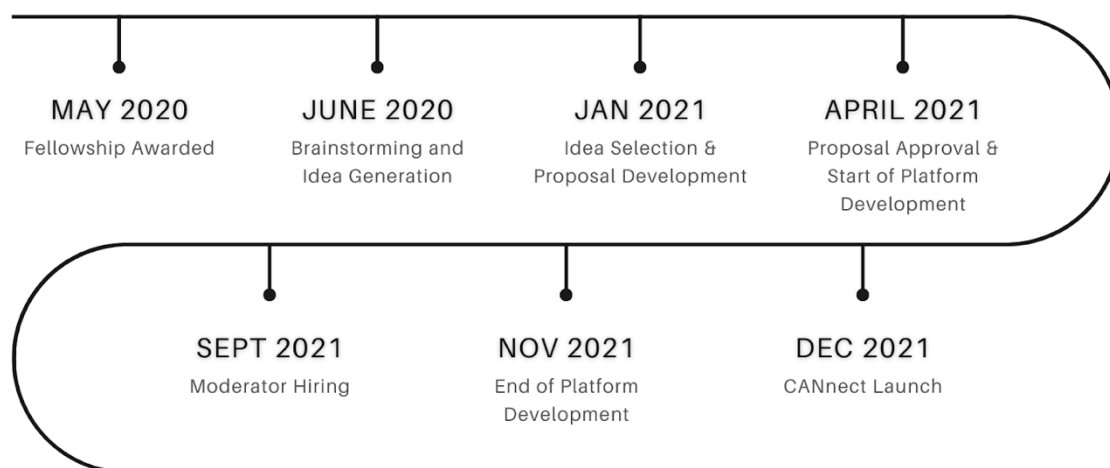 MAY 2020
Fellowship Awarded
JUNE 2020
Brainstorming and
Idea Generation
JAN 2021
Idea Selection &
Proposal Development
APRIL 2021
Proposal Approval &
Start of Platform
Development
SEPT 2021
Moderator Hiring
NOV 2021
End of Platform
Development
DEC 2021
CANnect Launch